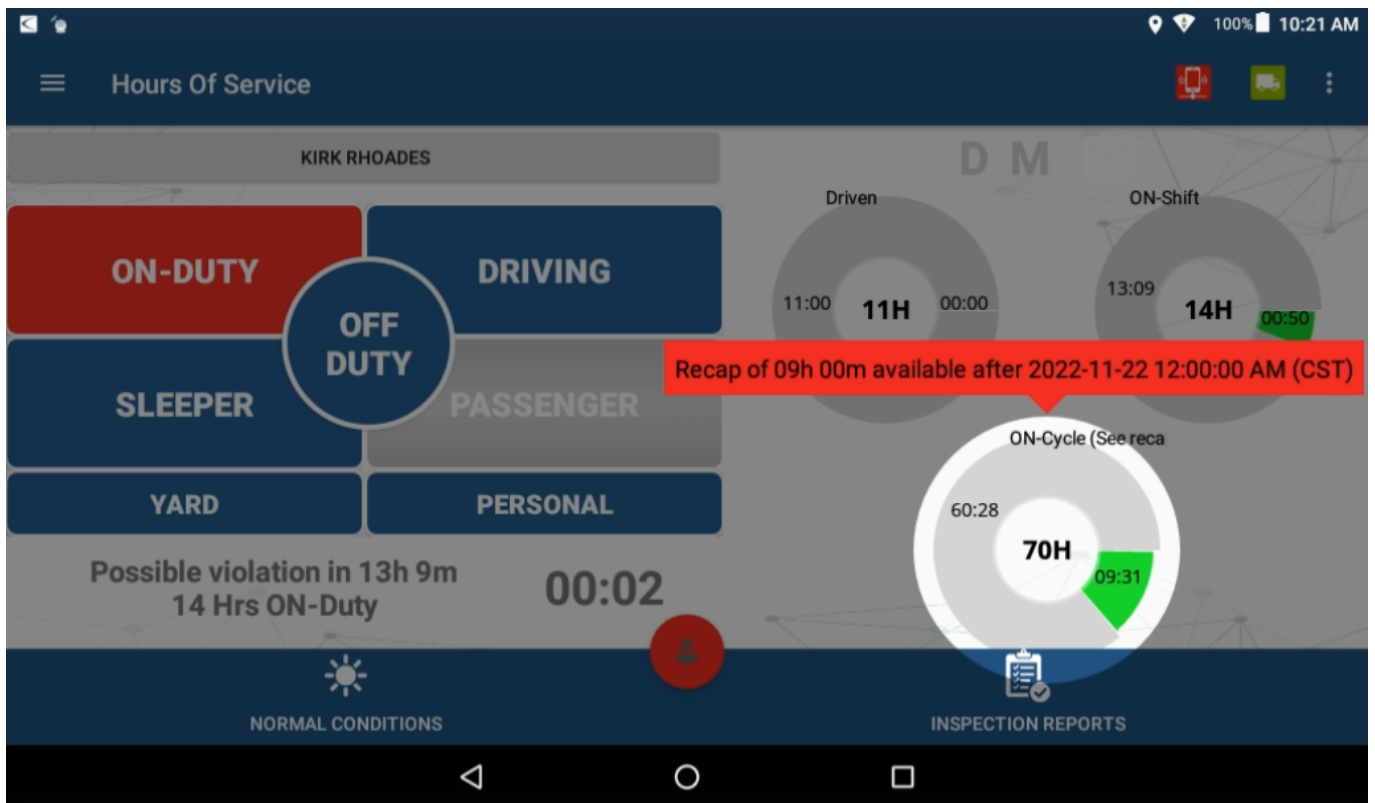 100% 10:21 AM
Hours Of Service
KIRK RHOADES
D M
ON-DUTY
DRIVING
OFF
DUTY
SLEEPER
PASSENGER
YARD
PERSONAL
Possible violation in 13h 9m
14 Hrs ON-Duty
00:02
Driven
11:00 11H 00:00
ON-Shift
13:09 14H 00:50
Recap of 09h 00m available after 2022-11-22 12:00:00 AM (CST)
ON-Cycle (See reca
60:28 70H 09:31
NORMAL CONDITIONS
INSPECTION REPORTS